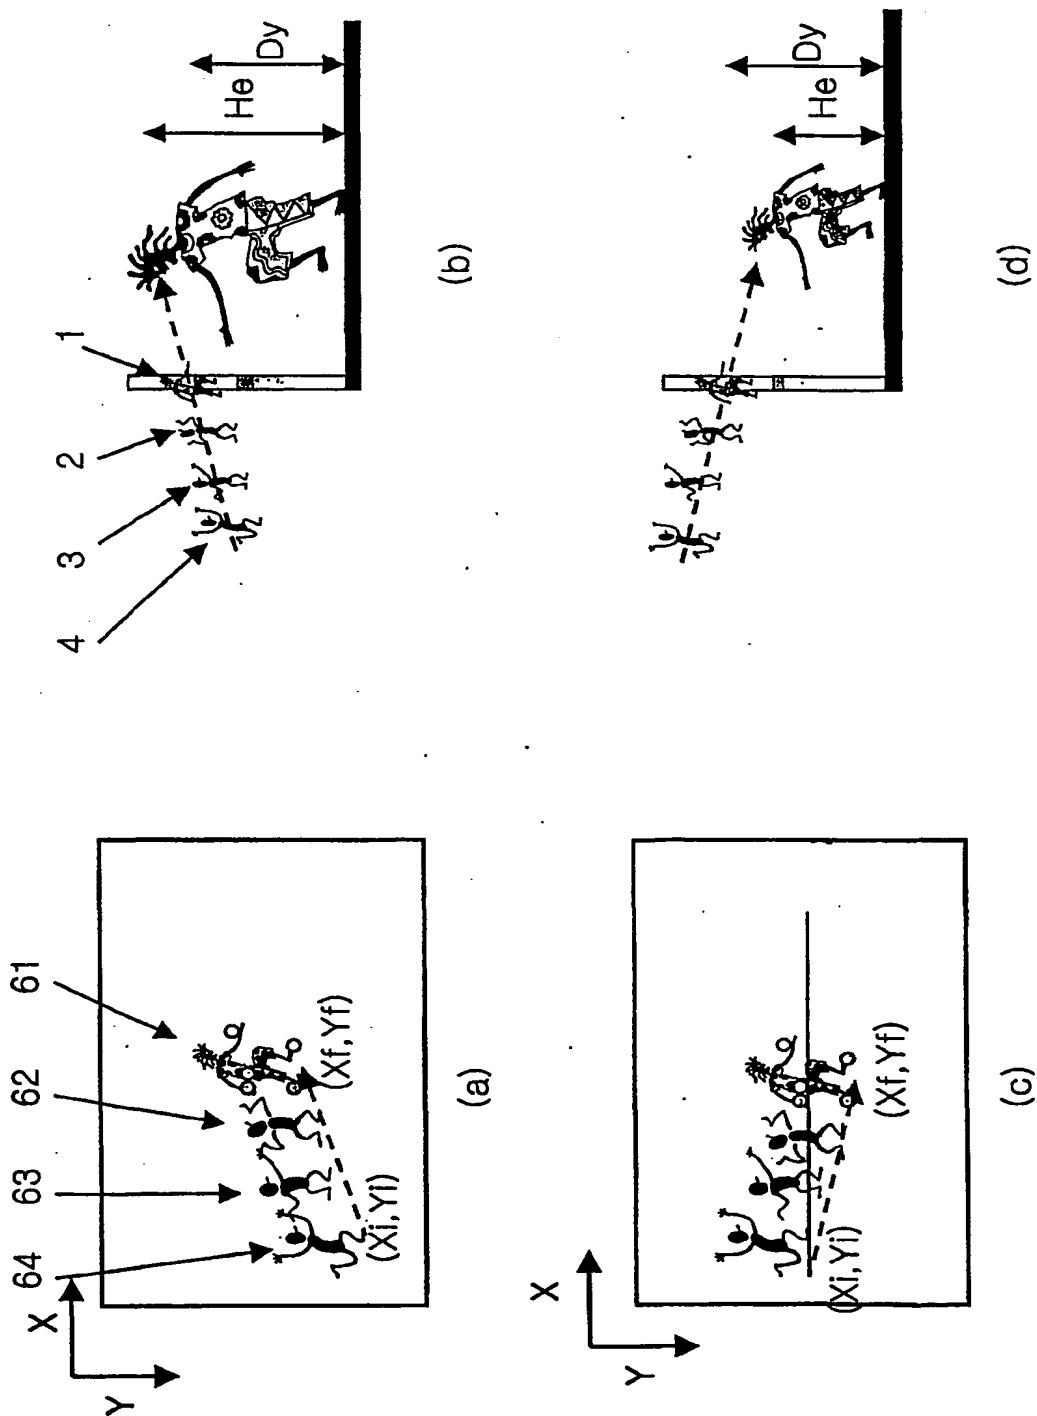 X
Y
64
63
62
61
(Xi,Yi)
(Xf,Yf)
(a)
4
3
2
1
He
Dy
(b)
X
Y
(Xi,Yi)
(Xf,Yf)
(c)
He
Dy
(d)